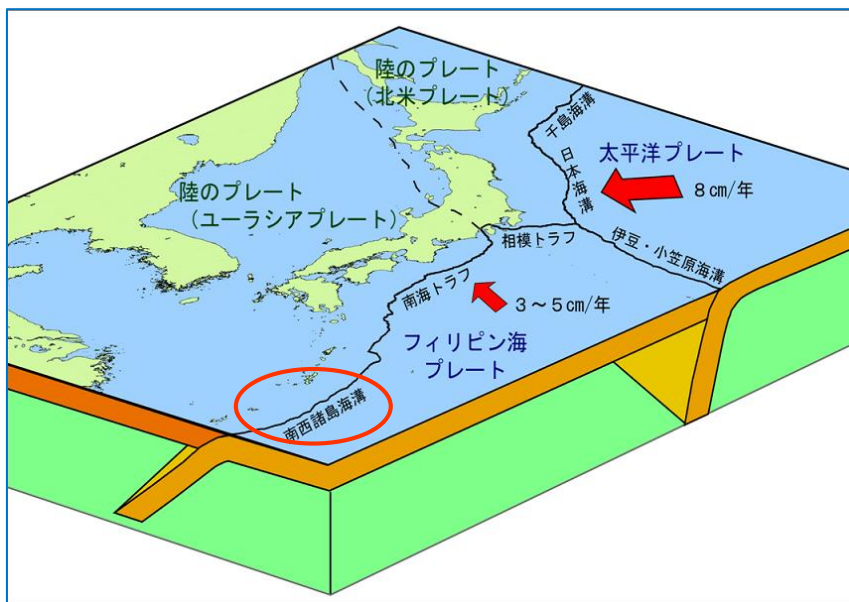 陸のプレート
（北米プレート）
千島海溝
日本海溝
太平洋プレート
8㎝/年
陸のプレート
（ユーラシアプレート）
相模トラフ
伊豆・小笠原海溝
南海トラフ
3～5㎝/年
フィリピン海
プレート
南西諸島海溝